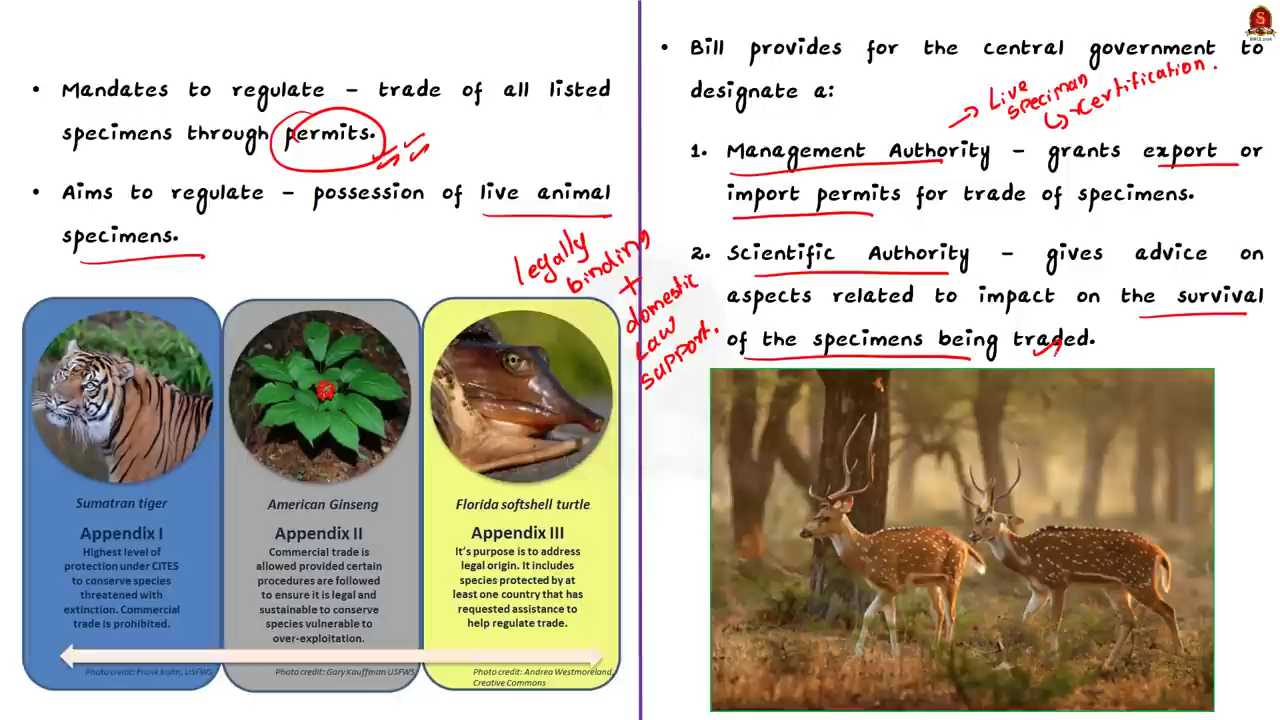 • Mandates to regulate – trade of all listed
specimens through permits.
• Aims to regulate – possession of live animal
specimens.
legally
binding
+
domestic
Law
support.
Sumatran tiger
Appendix I
Highest level of
protection under CITES
to conserve species
threatened with
extinction. Commercial
trade is prohibited.
Photo credit: Frank Kohn, USFWS
American Ginseng
Appendix II
Commercial trade is
allowed provided certain
procedures are followed
to ensure it is legal and
sustainable to conserve
species vulnerable to
over-exploitation.
Photo credit: Gary Kauffman USFWS
Florida softshell turtle
Appendix III
It's purpose is to address
legal origin. It includes
species protected by at
least one country that has
requested assistance to
help regulate trade.
Photo credit: Andrea Westmoreland,
Creative Commons
• Bill provides for the central government to
designate a:
→ Live
speciman
↳ Certification.
1. Management Authority – grants export or
import permits for trade of specimens.
2. Scientific Authority – gives advice on
aspects related to impact on the survival
of the specimens being traded.
S
SINCE 2004